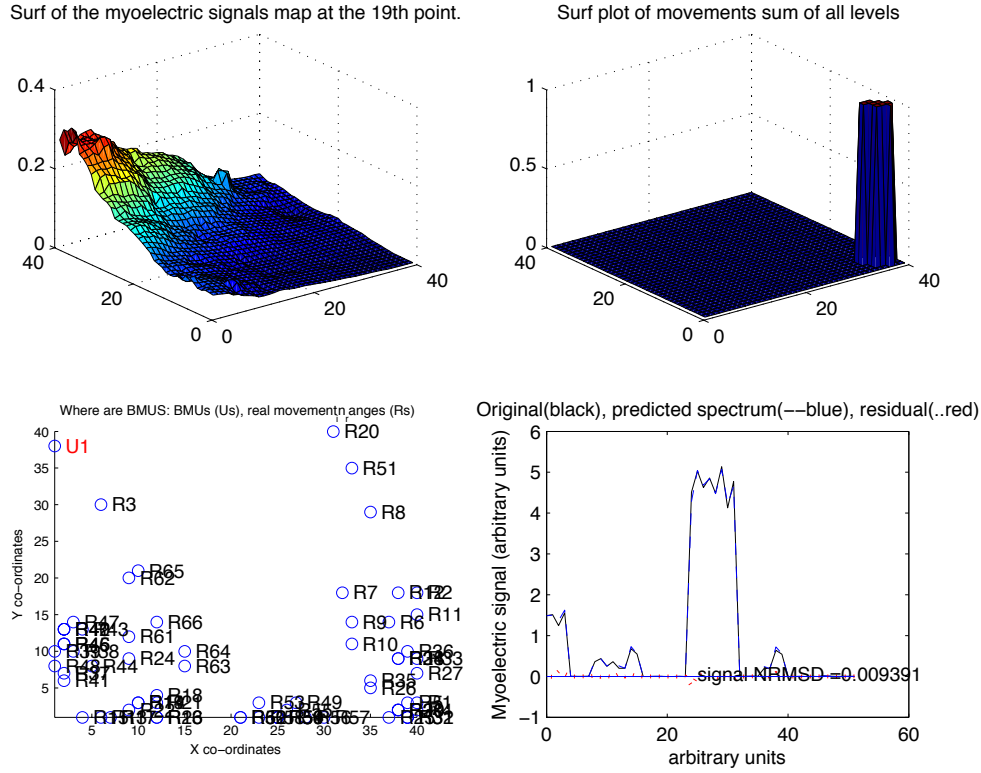 Surf of the myoelectric signals map at the 19th point.
Surf plot of movements sum of all levels
0.4
0.2
0
40
20
0
0
20
40
1
0.5
0
40
20
0
0
20
40
Where are BMUS: BMUs (Us), real movementn anges (Rs)
40
35
30
25
20
15
10
5
5
10
15
20
25
30
35
40
Y co-ordinates
X co-ordinates
U1
R20
R51
R3
R8
R65
R62
R7
R11
R47
R66
R9
R6
R61
R10
R46
R24
R64
R63
R44
R41
R27
R35
R26
R18
R53
R49
Original(black), predicted spectrum(--blue), residual(..red)
Myoelectric signal (arbitrary units)
6
5
4
3
2
1
0
−1
signal NRMSD =0.009391
0
20
40
60
arbitrary units